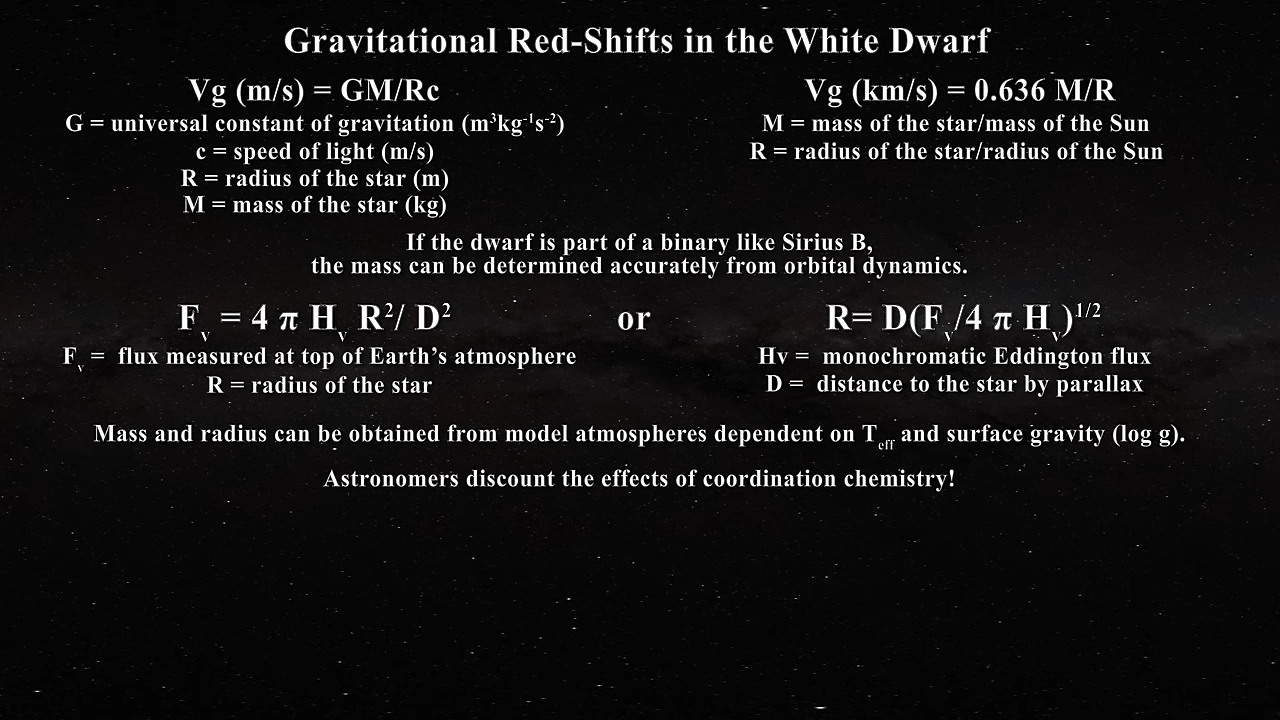 Gravitational Red-Shifts in the White Dwarf
Vg (m/s) = GM/Rc
G = universal constant of gravitation (m³kg⁻¹s⁻²)
c = speed of light (m/s)
R = radius of the star (m)
M = mass of the star (kg)
Vg (km/s) = 0.636 M/R
M = mass of the star/mass of the Sun
R = radius of the star/radius of the Sun
If the dwarf is part of a binary like Sirius B,
the mass can be determined accurately from orbital dynamics.
Fᵥ = 4 π Hᵥ R²/ D²
or
R= D(Fᵥ/4 π Hᵥ)¹/²
Fᵥ = flux measured at top of Earth’s atmosphere
R = radius of the star
Hv = monochromatic Eddington flux
D = distance to the star by parallax
Mass and radius can be obtained from model atmospheres dependent on Teff and surface gravity (log g).
Astronomers discount the effects of coordination chemistry!